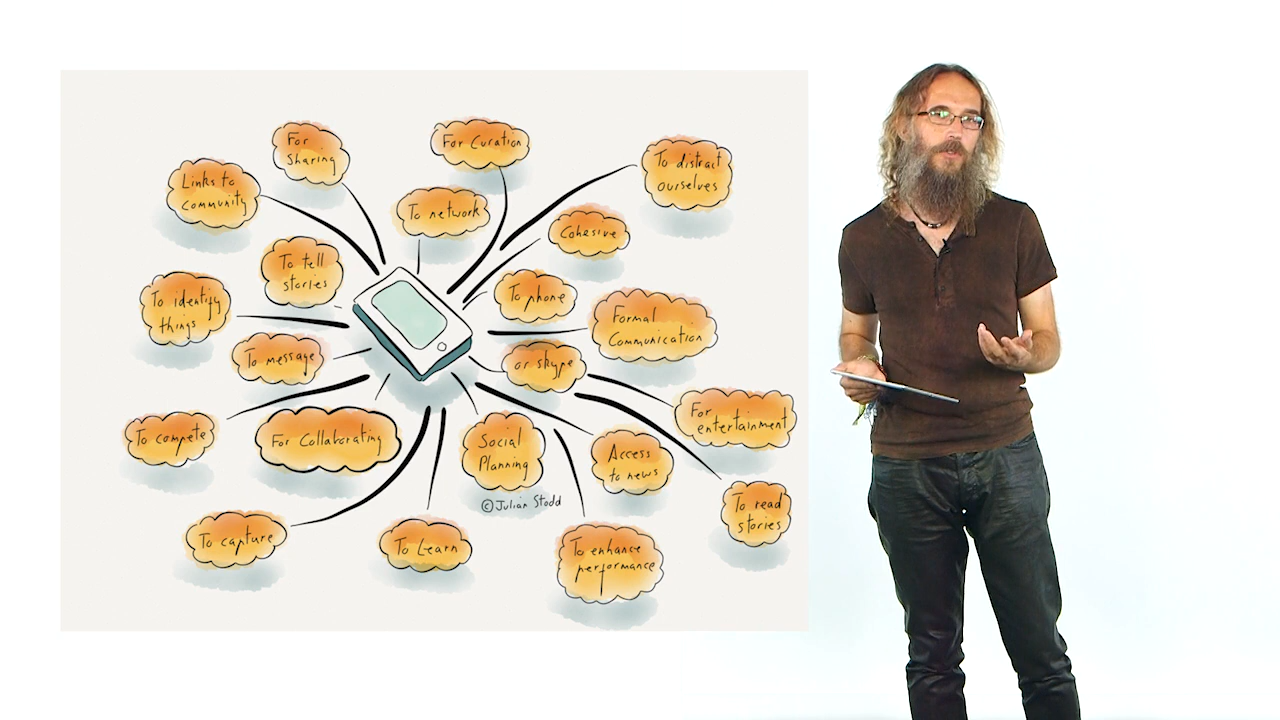 For
Sharing
For Curation
Links to
community
To distract
ourselves
To network
Cohesive
To tell
stories
To identify
things
To phone
Formal
Communication
To message
or skype
For
entertainment
To compete
For Collaborating
Social
Planning
Access
to news
©Julian Stodd
To read
stories
To capture
To Learn
To enhance
performance